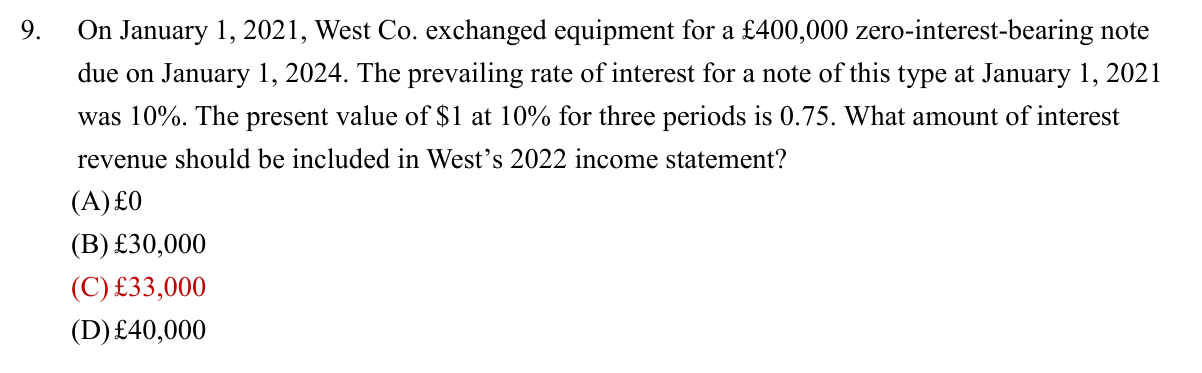 9. On January 1, 2021, West Co. exchanged equipment for a £400,000 zero-interest-bearing note
due on January 1, 2024. The prevailing rate of interest for a note of this type at January 1, 2021
was 10%. The present value of $1 at 10% for three periods is 0.75. What amount of interest
revenue should be included in West’s 2022 income statement?
(A) £0
(B) £30,000
(C) £33,000
(D) £40,000